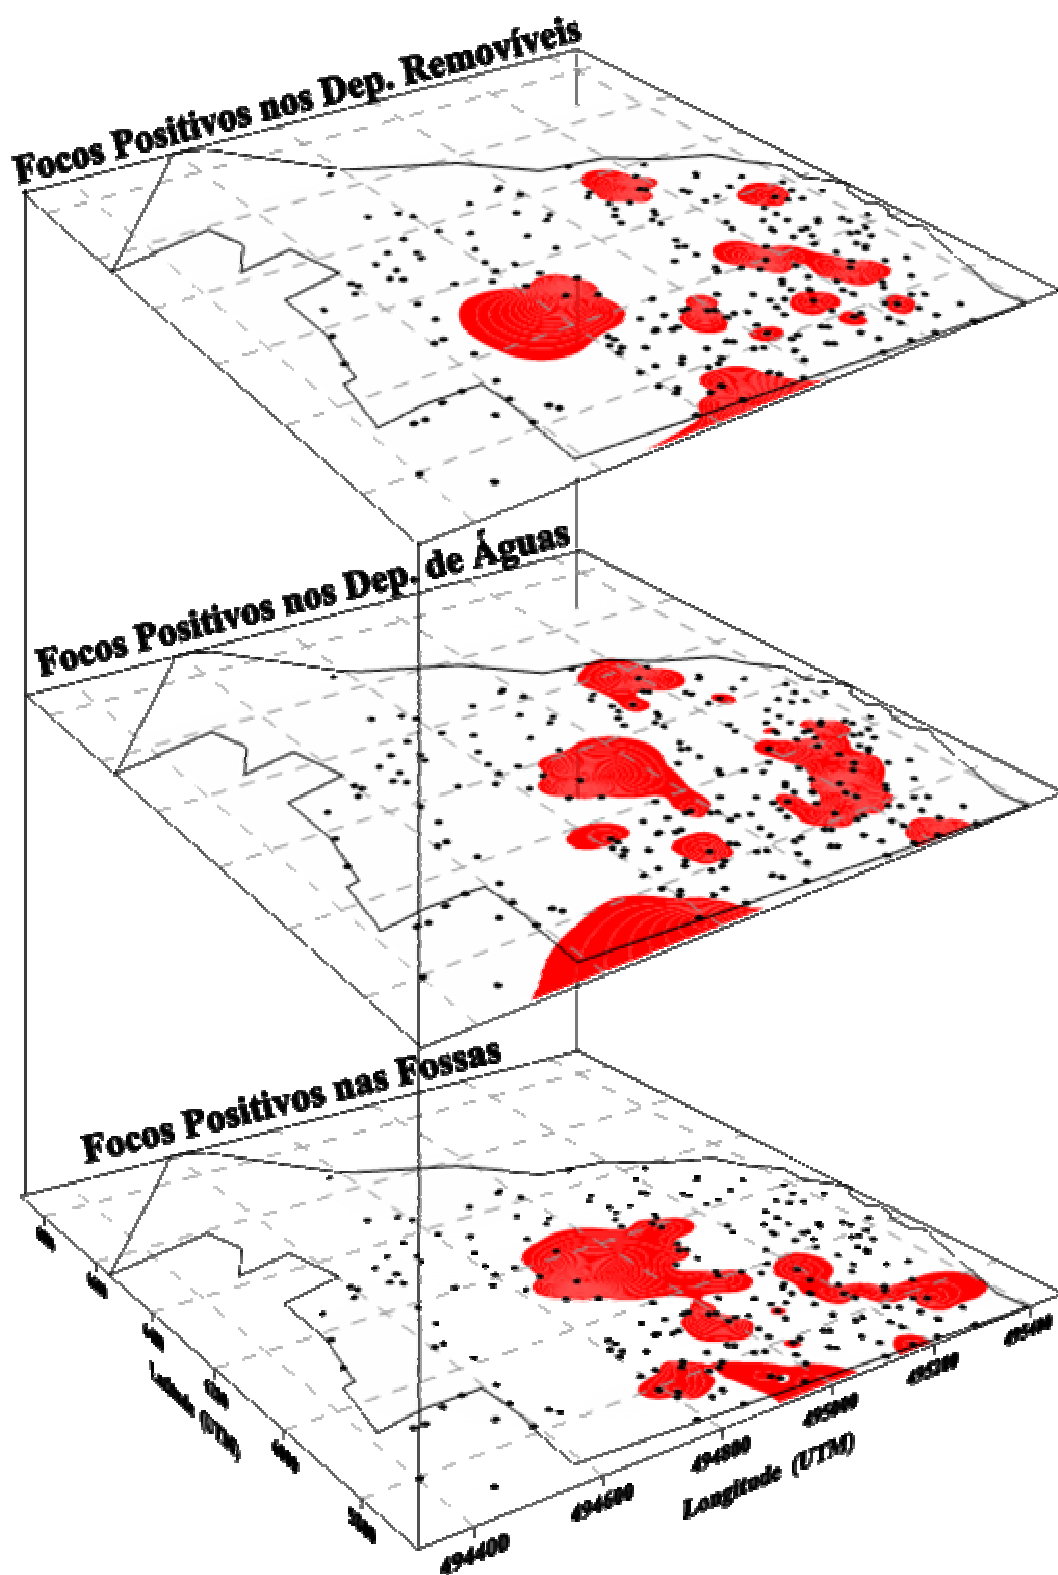 Focos Positivos nos Dep. Removíveis
Focos Positivos nos Dep. de Águas
Focos Positivos nas Fossas
Latitude (UTM)
494400
494600
494800
495000
495200
495400
Longitude (UTM)